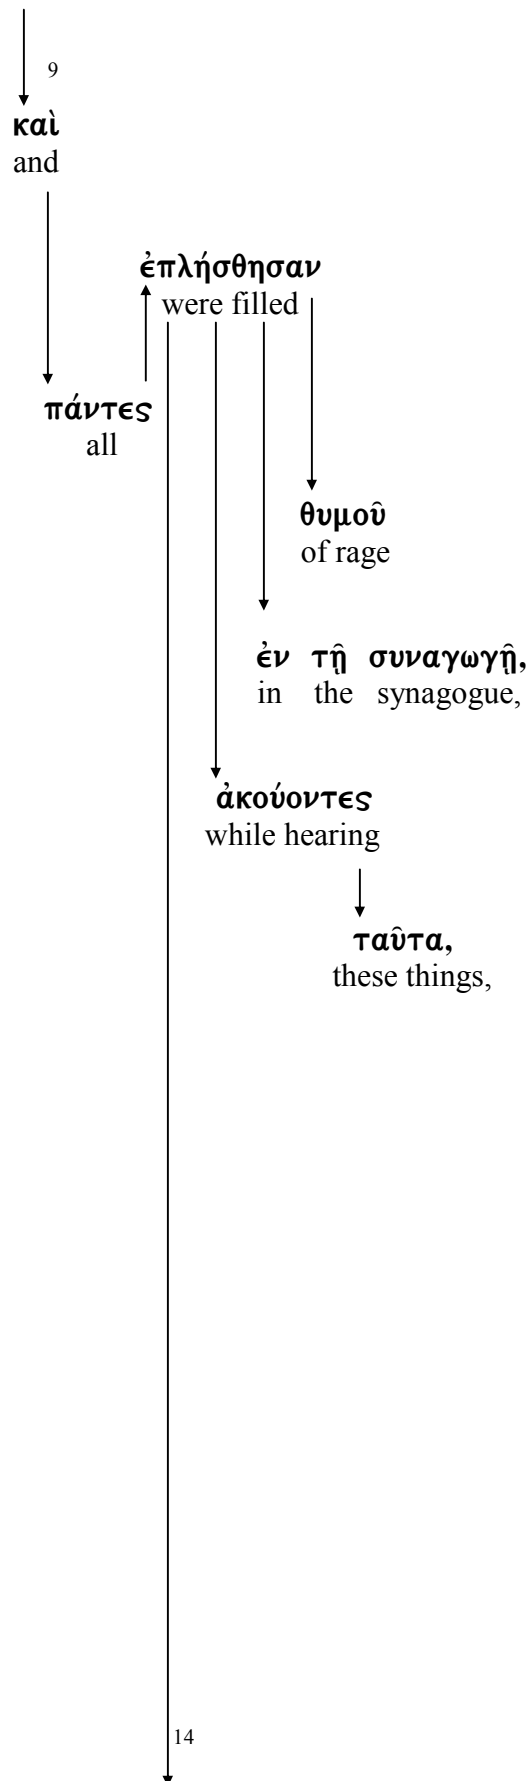 9
καὶ
and
ἐπλήσθησαν
were filled
πάντες
all
θυμοῦ
of rage
ἐν τῇ συναγωγῇ,
in the synagogue,
ἀκούοντες
while hearing
ταῦτα,
these things,
14